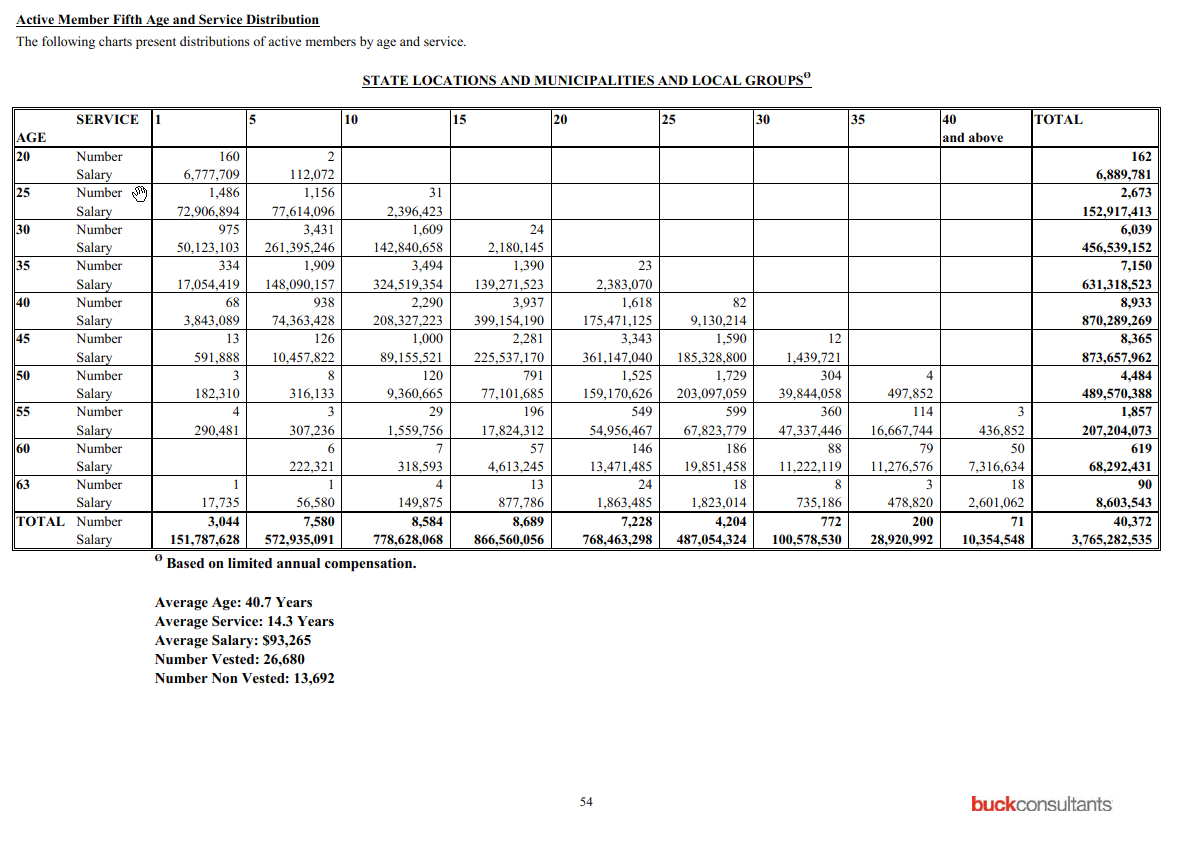 Active Member Fifth Age and Service Distribution
The following charts present distributions of active members by age and service.
STATE LOCATIONS AND MUNICIPALITIES AND LOCAL GROUPSØ
SERVICE 1 5 10 15 20 25 30 35 40 TOTAL
AGE and above
20 Number 160 2 162
Salary 6,777,709 112,072 6,889,781
25 Number 1,486 1,156 31 2,673
Salary 72,906,894 77,614,096 2,396,423 152,917,413
30 Number 975 3,431 1,609 24 6,039
Salary 50,123,103 261,395,246 142,840,658 2,180,145 456,539,152
35 Number 334 1,909 3,494 1,390 23 7,150
Salary 17,054,419 148,090,157 324,519,354 139,271,523 2,383,070 631,318,523
40 Number 68 938 2,290 3,937 1,618 82 8,933
Salary 3,843,089 74,363,428 208,327,223 399,154,190 175,471,125 9,130,214 870,289,269
45 Number 13 126 1,000 2,281 3,343 1,590 12 8,365
Salary 591,888 10,457,822 89,155,521 225,537,170 361,147,040 185,328,800 1,439,721 873,657,962
50 Number 3 8 120 791 1,525 1,729 304 4 4,484
Salary 182,310 316,133 9,360,665 77,101,685 159,170,626 203,097,059 39,844,058 497,852 489,570,388
55 Number 4 3 29 196 549 599 360 114 3 1,857
Salary 290,481 307,236 1,559,756 17,824,312 54,956,467 67,823,779 47,337,446 16,667,744 436,852 207,204,073
60 Number 6 7 57 146 186 88 79 50 619
Salary 222,321 318,593 4,613,245 13,471,485 19,851,458 11,222,119 11,276,576 7,316,634 68,292,431
63 Number 1 1 4 13 24 18 8 3 18 90
Salary 17,735 56,580 149,875 877,786 1,863,485 1,823,014 735,186 478,820 2,601,062 8,603,543
TOTAL Number 3,044 7,580 8,584 8,689 7,228 4,204 772 200 71 40,372
Salary 151,787,628 572,935,091 778,628,068 866,560,056 768,463,298 487,054,324 100,578,530 28,920,992 10,354,548 3,765,282,535
Ø Based on limited annual compensation.
Average Age: 40.7 Years
Average Service: 14.3 Years
Average Salary: $93,265
Number Vested: 26,680
Number Non Vested: 13,692
54
buckconsultants